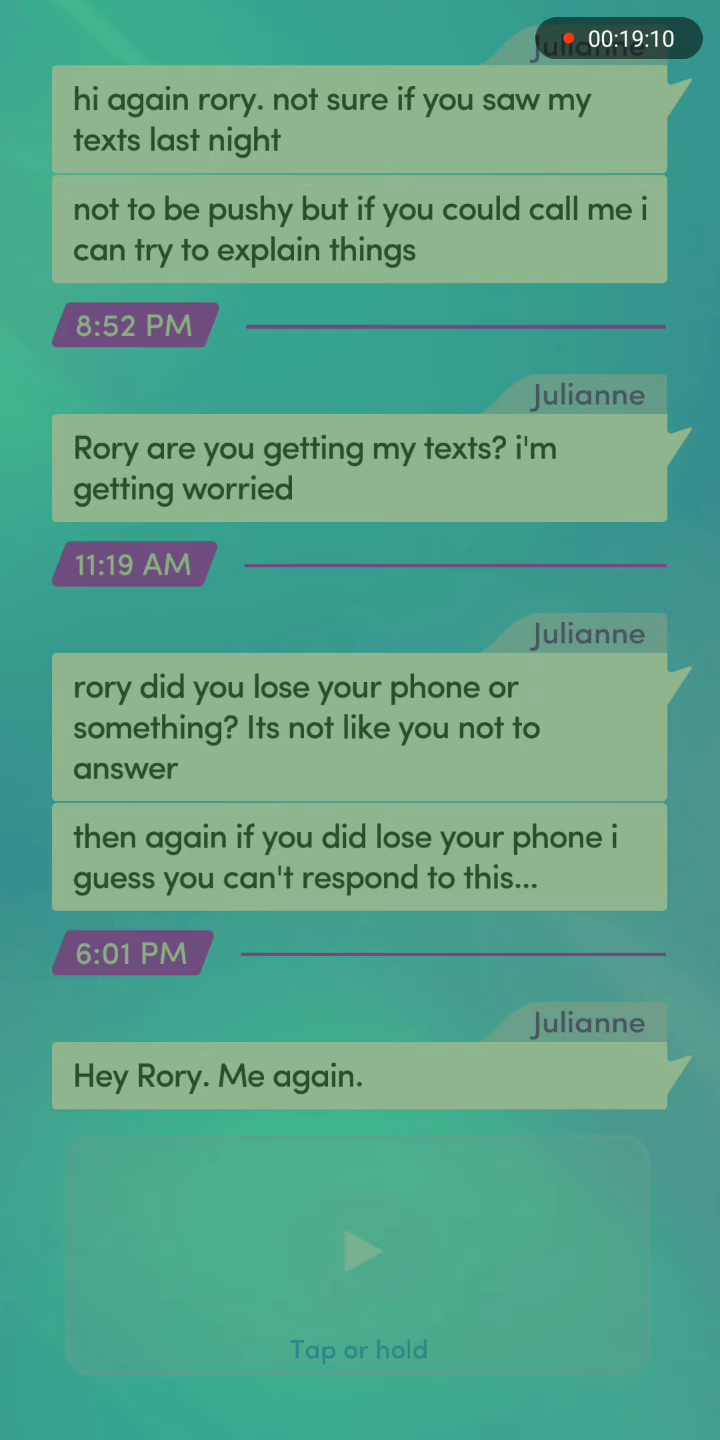 Julianne
00:19:10
hi again rory. not sure if you saw my
texts last night
not to be pushy but if you could call me i
can try to explain things
8:52 PM
Julianne
Rory are you getting my texts? i'm
getting worried
11:19 AM
Julianne
rory did you lose your phone or
something? Its not like you not to
answer
then again if you did lose your phone i
guess you can't respond to this...
6:01 PM
Julianne
Hey Rory. Me again.
Tap or hold